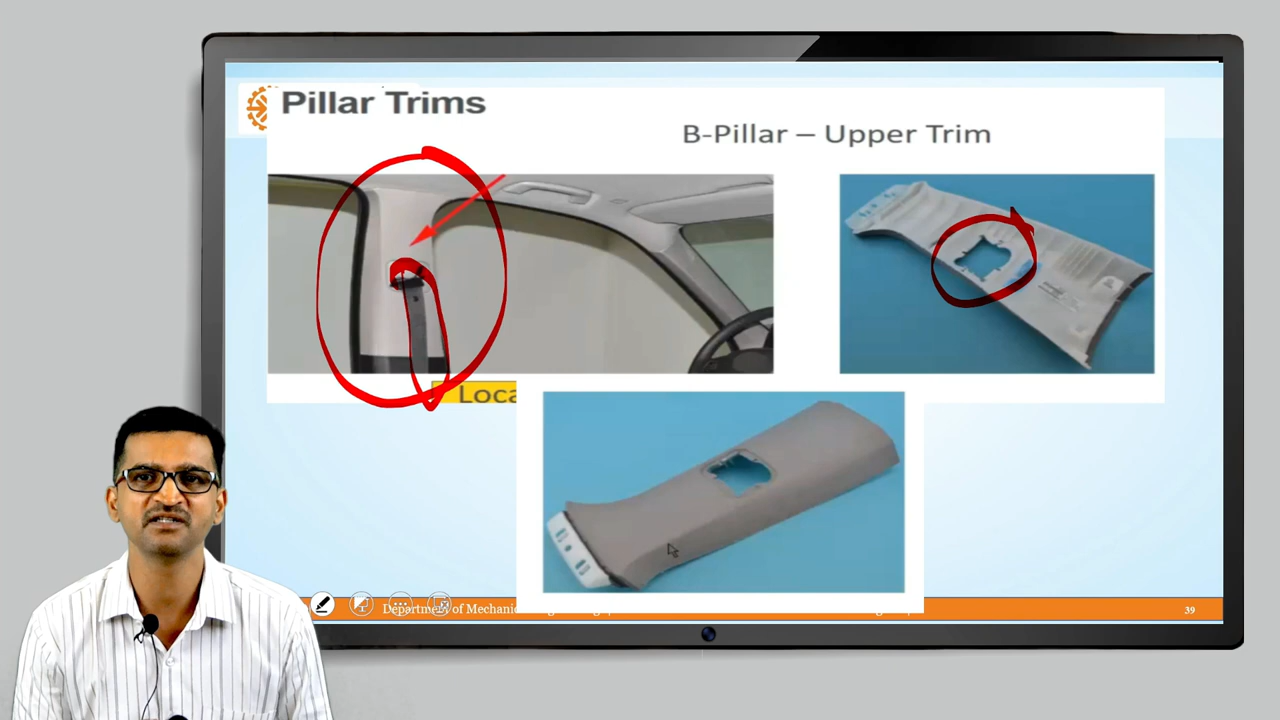 Pillar Trims
B-Pillar – Upper Trim
Loca
Department of Mechanic
39